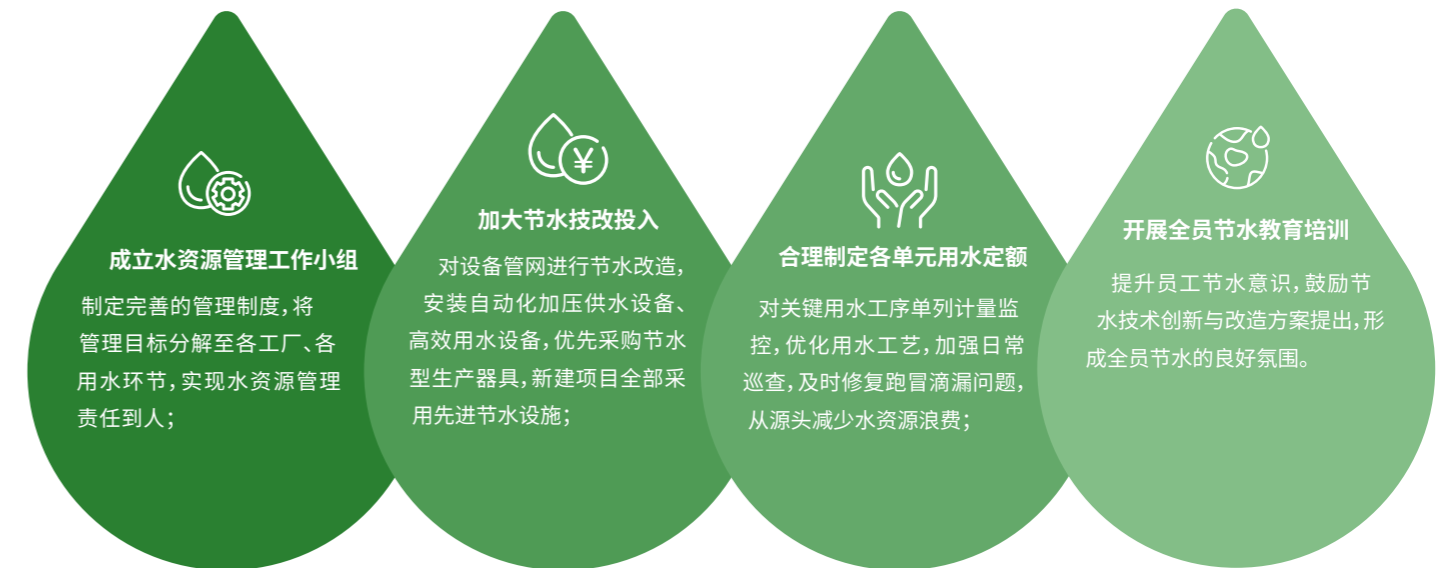 成立水资源管理工作小组
制定完善的管理制度，将
管理目标分解至各工厂、各
用水环节，实现水资源管理
责任到人；
¥
加大节水技改投入
对设备管网进行节水改造，
安装自动化加压供水设备、
高效用水设备，优先采购节水
型生产器具，新建项目全部采
用先进节水设施；
合理制定各单元用水定额
对关键用水工序单列计量监
控，优化用水工艺，加强日常
巡查，及时修复跑冒滴漏问题，
从源头减少水资源浪费；
开展全员节水教育培训
提升员工节水意识，鼓励节
水技术创新与改造方案提出，形
成全员节水的良好氛围。